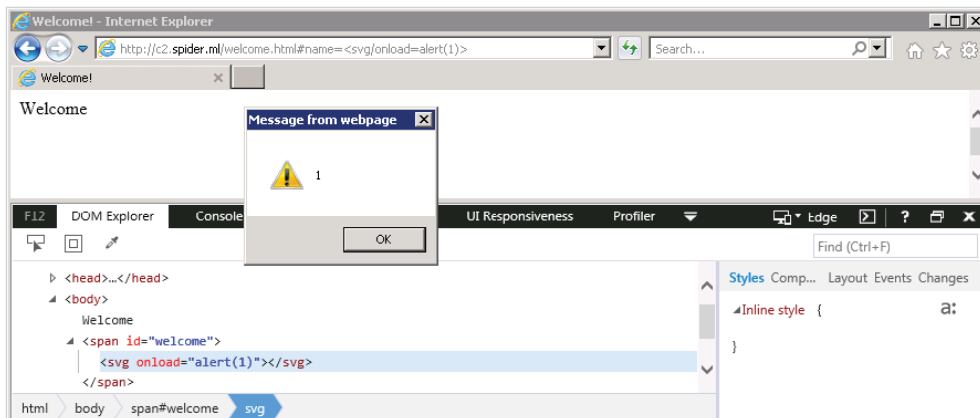 Welcome! - Internet Explorer
http://c2.spider.ml/welcome.html#name=<svg/onload=alert(1)>
Search...
Welcome!
Welcome
Message from webpage
1
OK
F12 DOM Explorer Console UI Responsiveness Profiler Edge ?
Find (Ctrl+F)
<head>…</head>
<body>
Welcome
<span id="welcome">
<svg onload="alert(1)"></svg>
</span>
html body span#welcome svg
Styles Comp... Layout Events Changes
Inline style {
a:
}